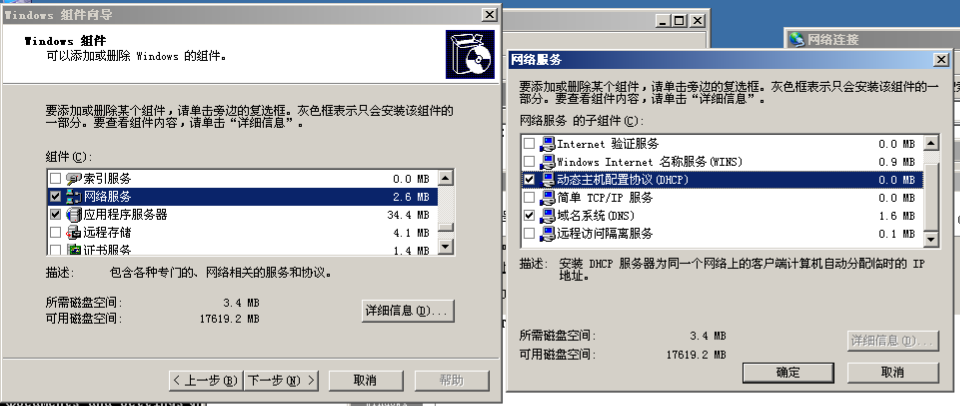 Windows 组件向导
Windows 组件
可以添加或删除 Windows 的组件。
要添加或删除某个组件，请单击旁边的复选框。灰色框表示只会安装该组件的
一部分。要查看组件内容，请单击“详细信息”。
组件(C):
索引服务 0.0 MB
网络服务 2.6 MB
应用程序服务器 34.4 MB
远程存储 4.1 MB
证书服务 1.4 MB
描述: 包含各种专门的、网络相关的服务和协议。
所需磁盘空间: 3.4 MB
可用磁盘空间: 17619.2 MB
详细信息(D)...
< 上一步(B) 下一步(N) > 取消 帮助
网络连接
网络服务
要添加或删除某个组件，请单击旁边的复选框。灰色框表示只会安装该组件的一
部分。要查看组件内容，请单击“详细信息”。
网络服务 的子组件(C):
Internet 验证服务 0.0 MB
Windows Internet 名称服务(WINS) 0.9 MB
动态主机配置协议(DHCP) 0.0 MB
简单 TCP/IP 服务 0.0 MB
域名系统(DNS) 1.6 MB
远程访问隔离服务 0.1 MB
描述: 安装 DHCP 服务器为同一个网络上的客户端计算机自动分配临时的 IP
地址。
所需磁盘空间: 3.4 MB
可用磁盘空间: 17619.2 MB
详细信息(D)...
确定 取消